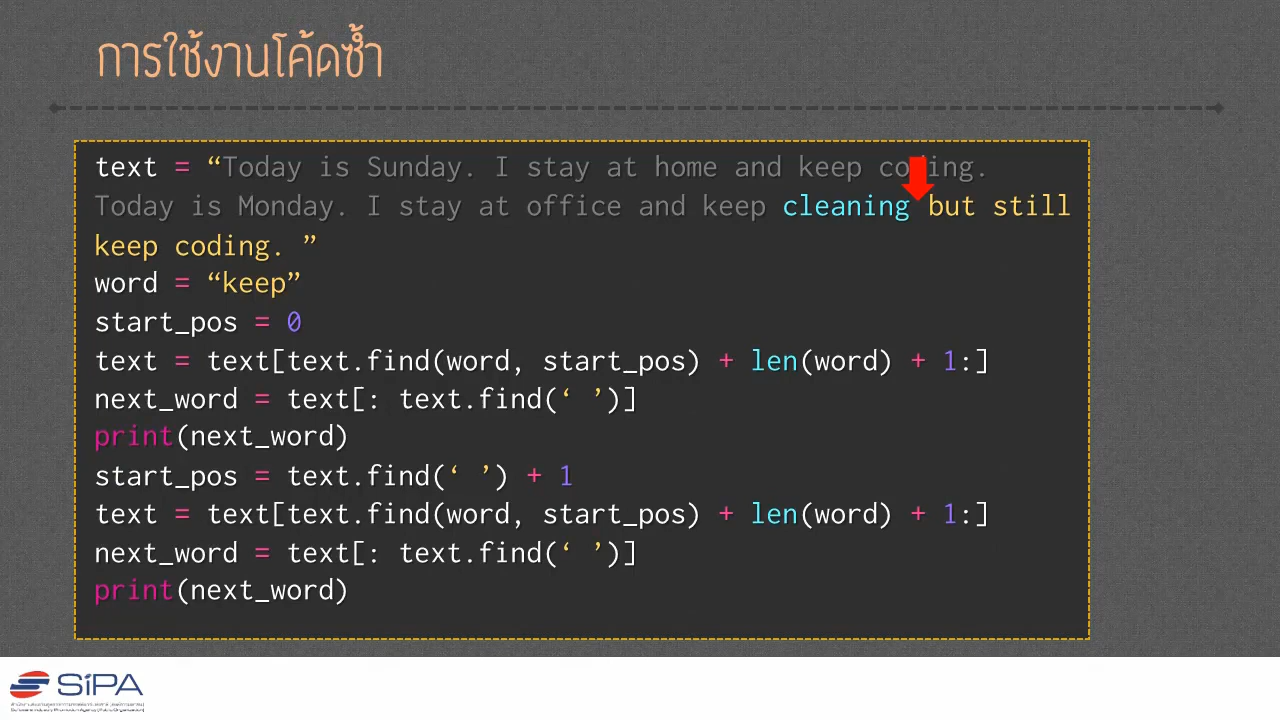 การใช้งานโค้ดซ้ำ
text = “Today is Sunday. I stay at home and keep coding.
Today is Monday. I stay at office and keep cleaning but still
keep coding. ”
word = “keep”
start_pos = 0
text = text[text.find(word, start_pos) + len(word) + 1:]
next_word = text[: text.find(‘ ’)]
print(next_word)
start_pos = text.find(‘ ’) + 1
text = text[text.find(word, start_pos) + len(word) + 1:]
next_word = text[: text.find(‘ ’)]
print(next_word)
SiPA